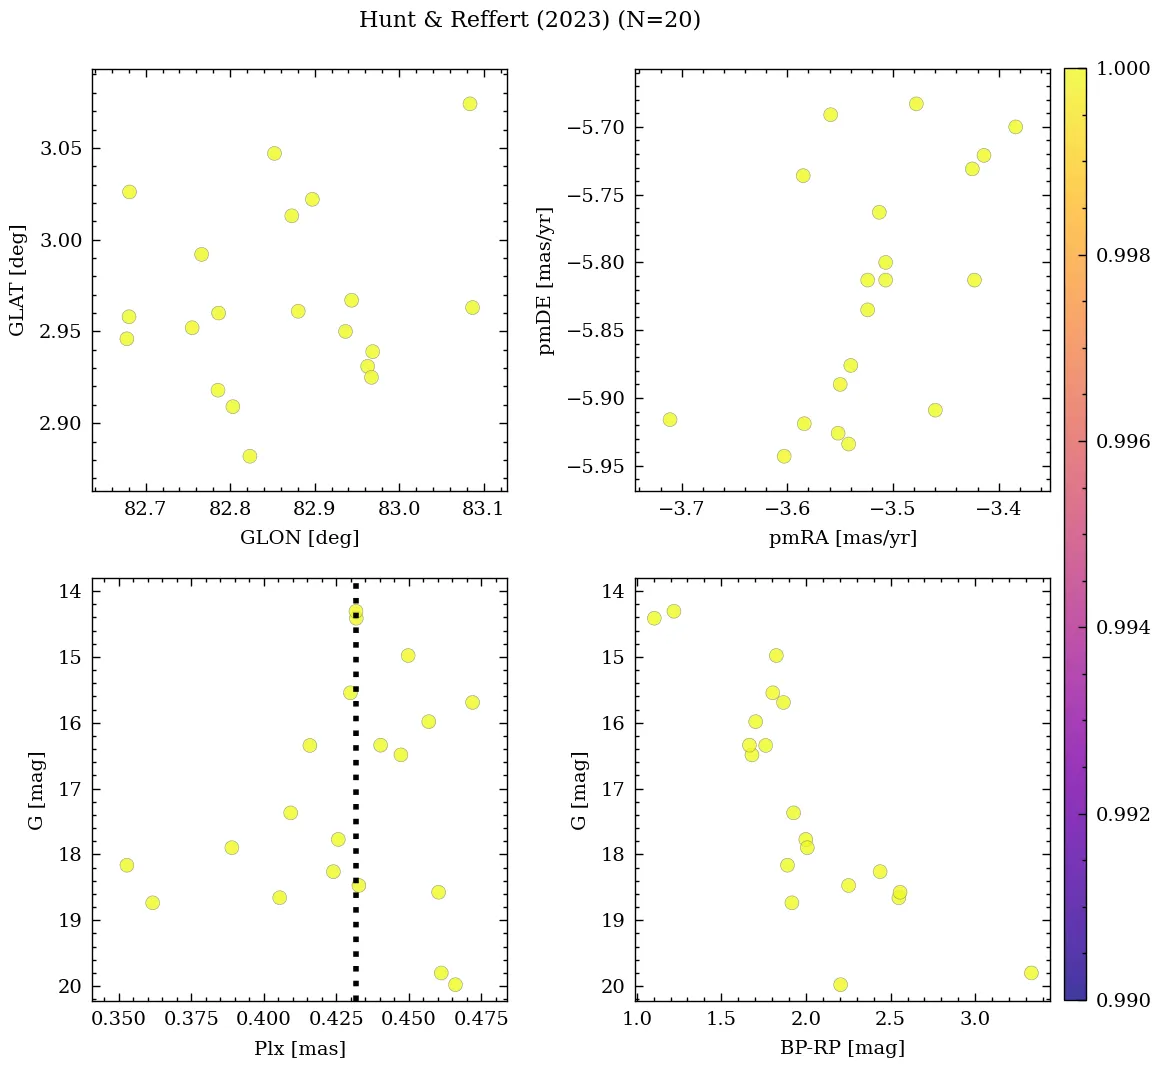 Hunt & Reffert (2023) (N=20)
GLAT [deg]
3.05
3.00
2.95
2.90
82.7 82.8 82.9 83.0 83.1
GLON [deg]
pmDE [mas/yr]
−5.70
−5.75
−5.80
−5.85
−5.90
−5.95
−3.7 −3.6 −3.5 −3.4
pmRA [mas/yr]
G [mag]
14
15
16
17
18
19
20
0.350 0.375 0.400 0.425 0.450 0.475
Plx [mas]
G [mag]
14
15
16
17
18
19
20
1.0 1.5 2.0 2.5 3.0
BP-RP [mag]
1.000
0.998
0.996
0.994
0.992
0.990